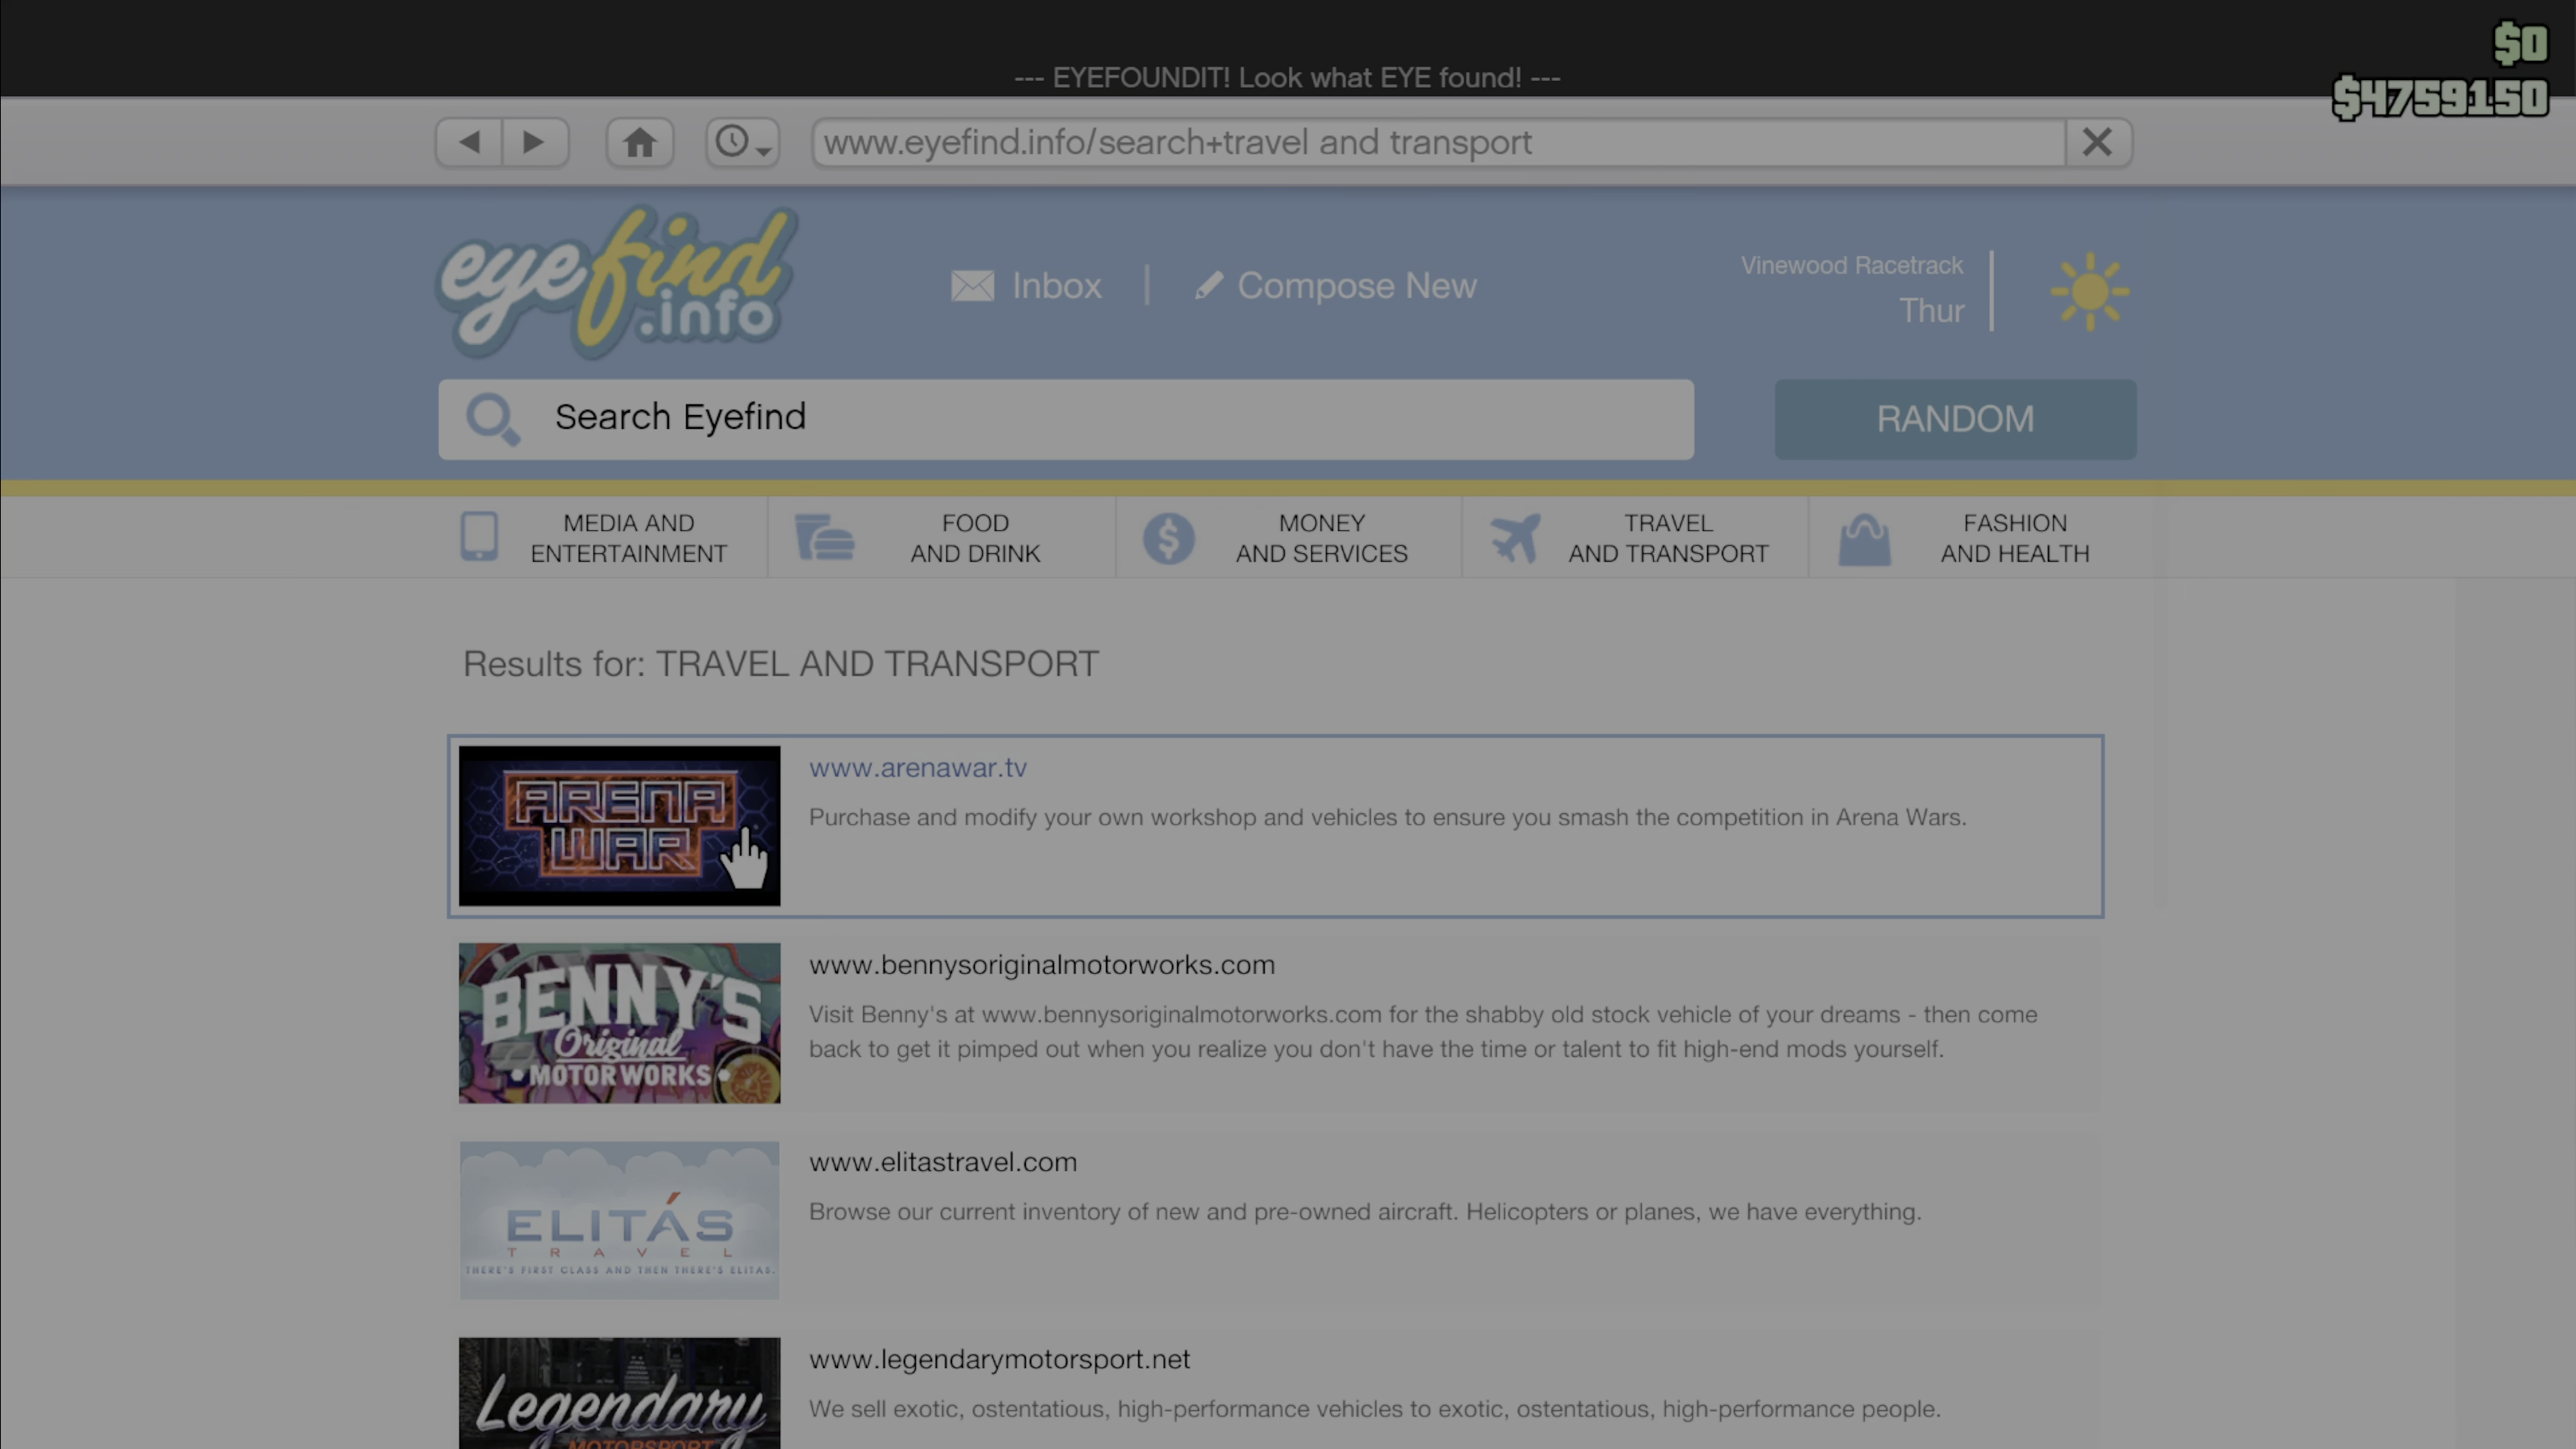 $0
--- EYEFOUNDIT! Look what EYE found! ---
$4759150
www.eyefind.info/search+travel and transport
eyefind
.info
Inbox
Compose New
Vinewood Racetrack
Thur
Search Eyefind
RANDOM
MEDIA AND
ENTERTAINMENT
FOOD
AND DRINK
MONEY
AND SERVICES
TRAVEL
AND TRANSPORT
FASHION
AND HEALTH
Results for: TRAVEL AND TRANSPORT
ARENA
WAR
www.arenawar.tv
Purchase and modify your own workshop and vehicles to ensure you smash the competition in Arena Wars.
BENNY'S
Original
MOTOR WORKS
www.bennysoriginalmotorworks.com
Visit Benny's at www.bennysoriginalmotorworks.com for the shabby old stock vehicle of your dreams - then come
back to get it pimped out when you realize you don't have the time or talent to fit high-end mods yourself.
ELITÁS
TRAVEL
THERE'S FIRST CLASS AND THEN THERE'S ELITAS.
www.elitastravel.com
Browse our current inventory of new and pre-owned aircraft. Helicopters or planes, we have everything.
Legendary
MOTORSPORT
www.legendarymotorsport.net
We sell exotic, ostentatious, high-performance vehicles to exotic, ostentatious, high-performance people.